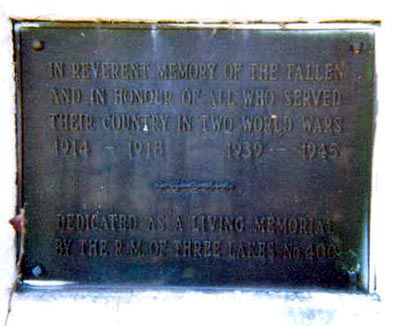 IN REVERENT MEMORY OF THE FALLEN
AND IN HONOUR OF ALL WHO SERVED
THEIR COUNTRY IN TWO WORLD WARS
1914 - 1918 1939 - 1945
DEDICATED AS A LIVING MEMORIAL
BY THE R.M. OF THREE LAKES No. 400